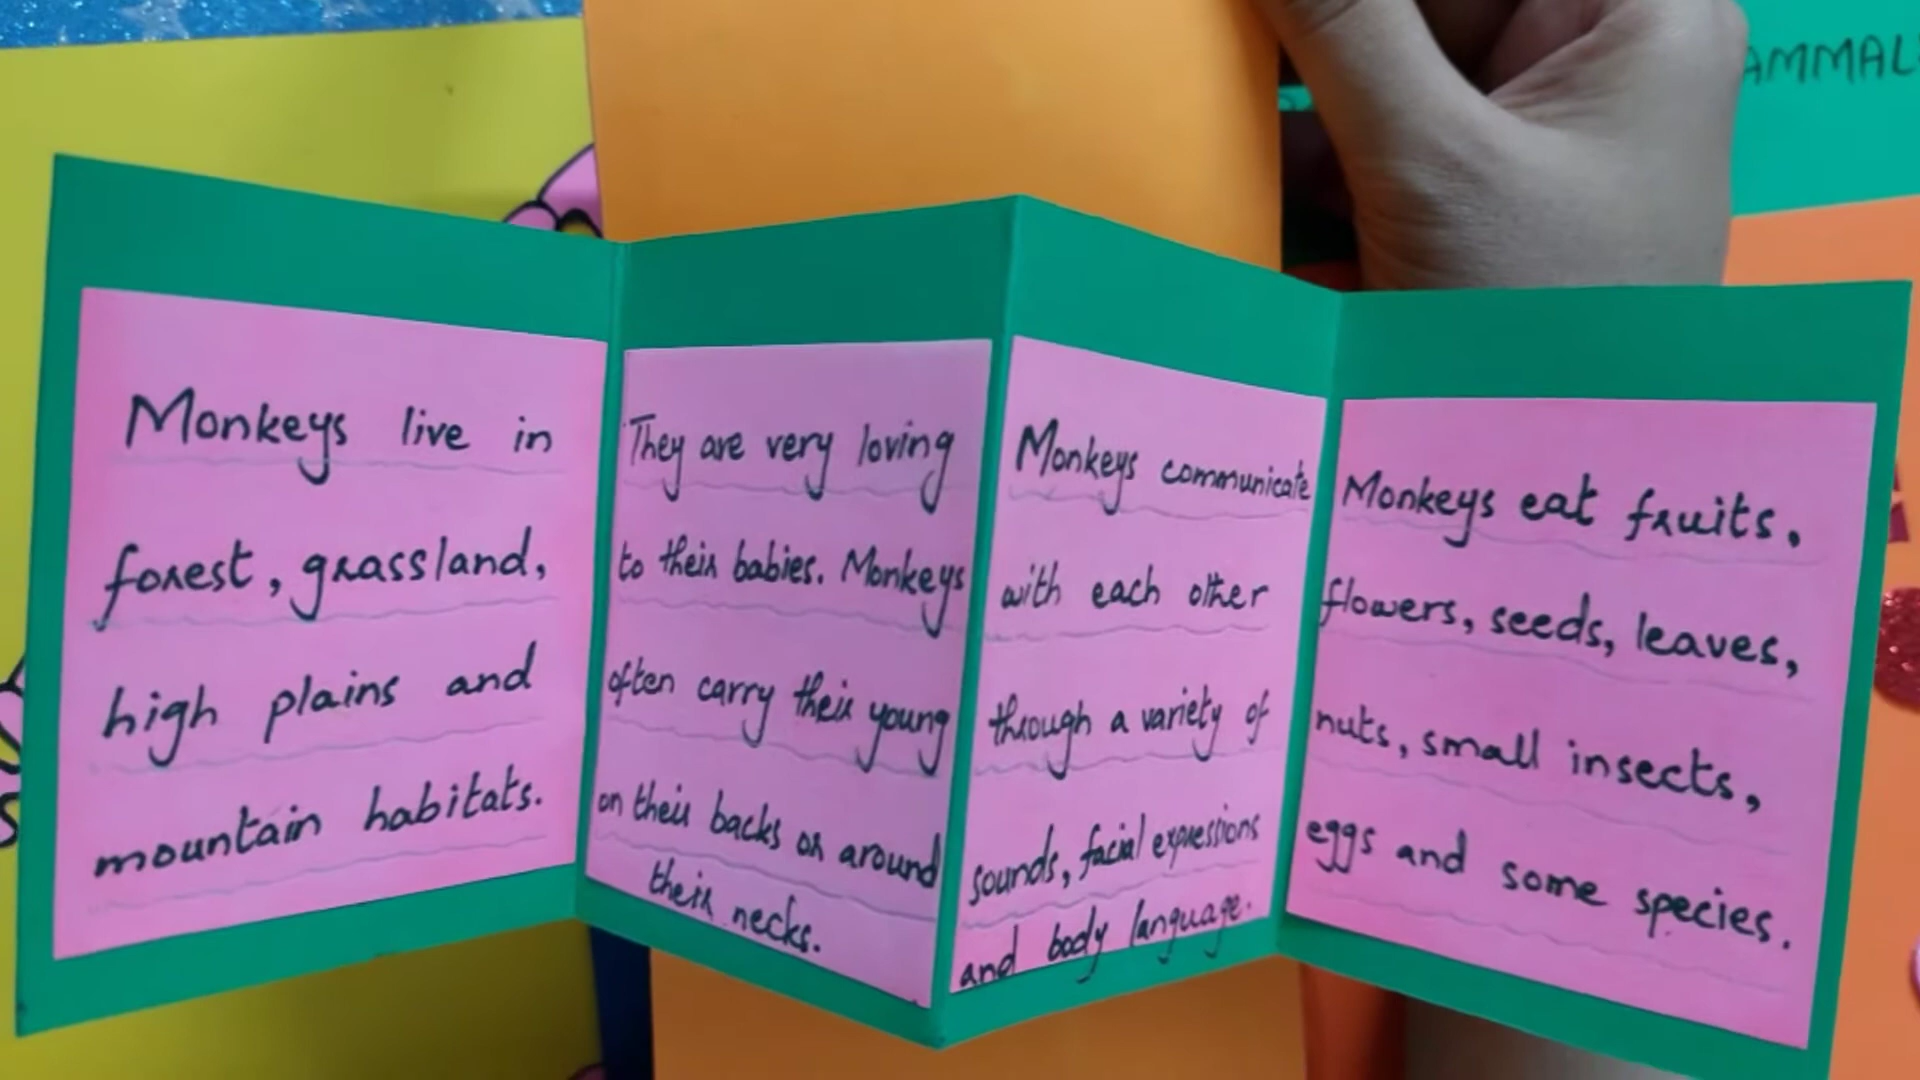 AMMAL
Monkeys live in
forest, grassland,
high plains and
mountain habitats.
They are very loving
to their babies. Monkeys
often carry their young
on their backs or around
their necks.
Monkeys communicate
with each other
through a variety of
sounds, facial expressions
and body language.
Monkeys eat fruits,
flowers, seeds, leaves,
nuts, small insects,
eggs and some species.